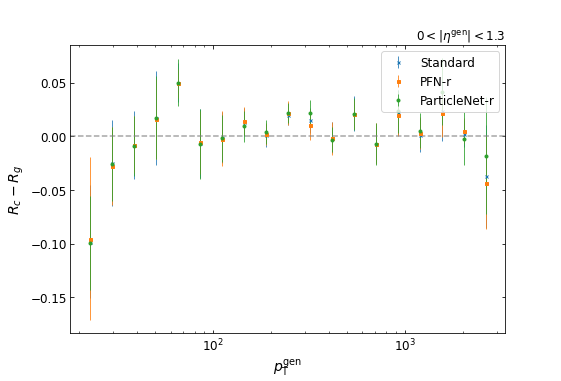 0 < |η^gen| < 1.3
Standard
PFN-r
ParticleNet-r
0.05
0.00
−0.05
−0.10
−0.15
R_c − R_g
10^2
10^3
p_T^gen